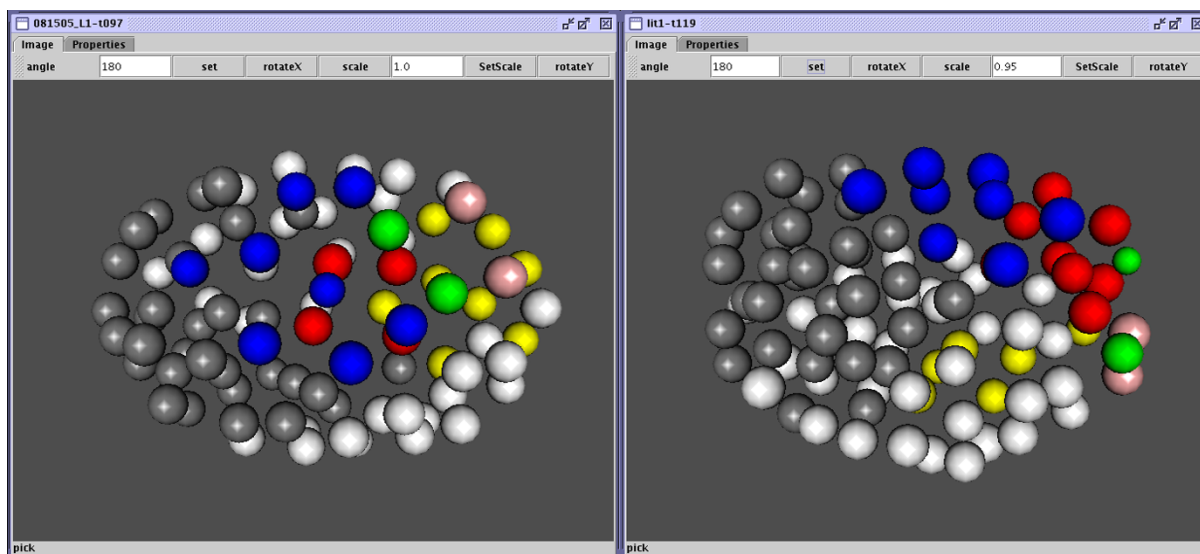 081505_L1-t097
Image Properties
angle 180 set rotateX scale 1.0 SetScale rotateY
pick
lit1-t119
Image Properties
angle 180 set rotateX scale 0.95 SetScale rotateY
pick